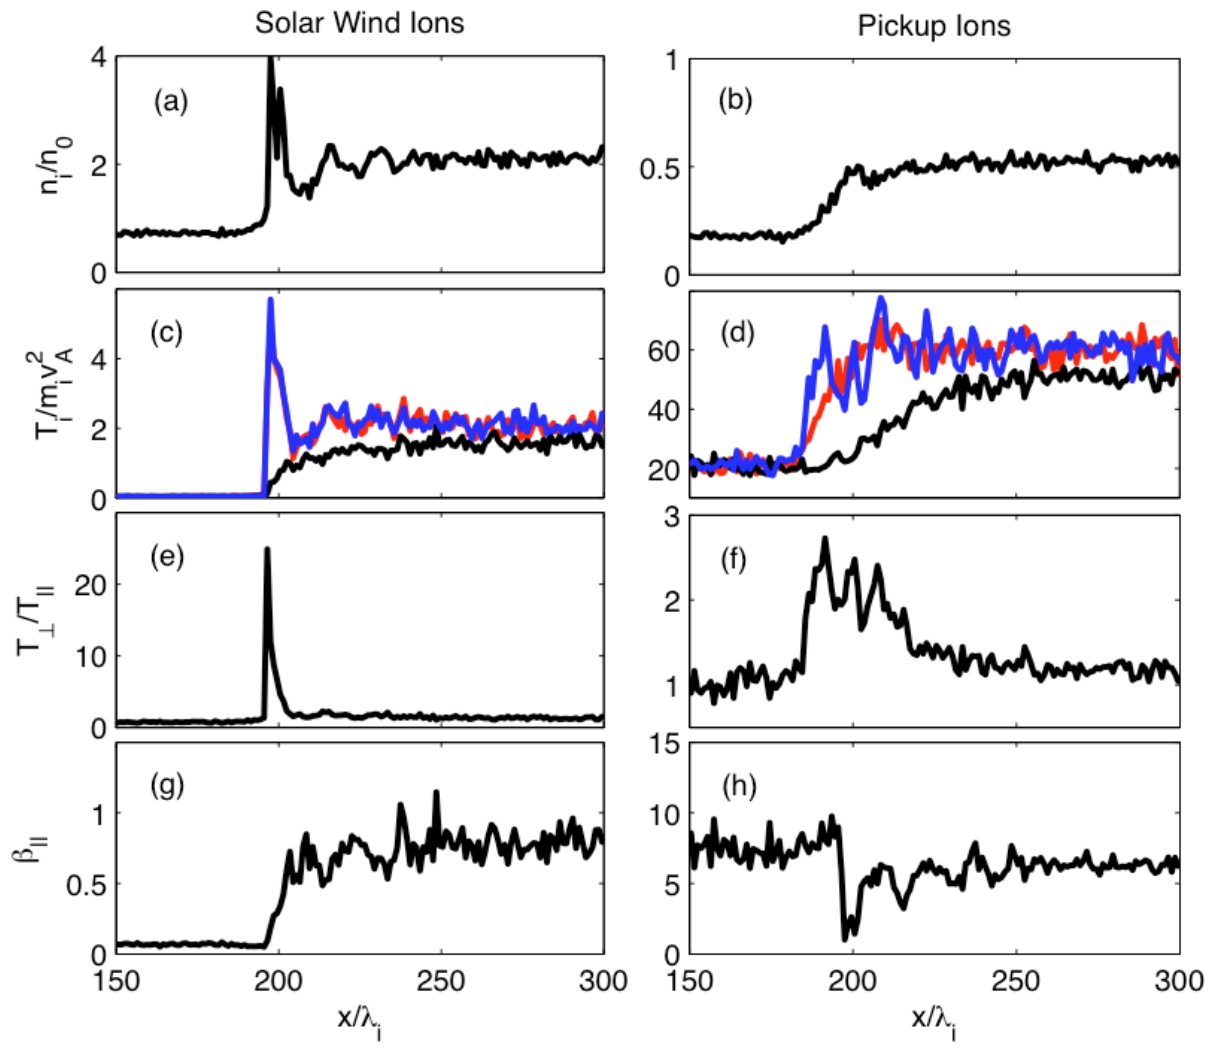 Solar Wind Ions
Pickup Ions
4
2
0
n_i/n_0
(a)
1
0.5
0
(b)
4
2
0
T_i/m_i v_A^2
(c)
60
40
20
(d)
20
10
0
T_⊥/T_||
(e)
3
2
1
(f)
1
0.5
0
β_||
(g)
15
10
5
0
(h)
150 200 250 300
150 200 250 300
x/λ_i
x/λ_i